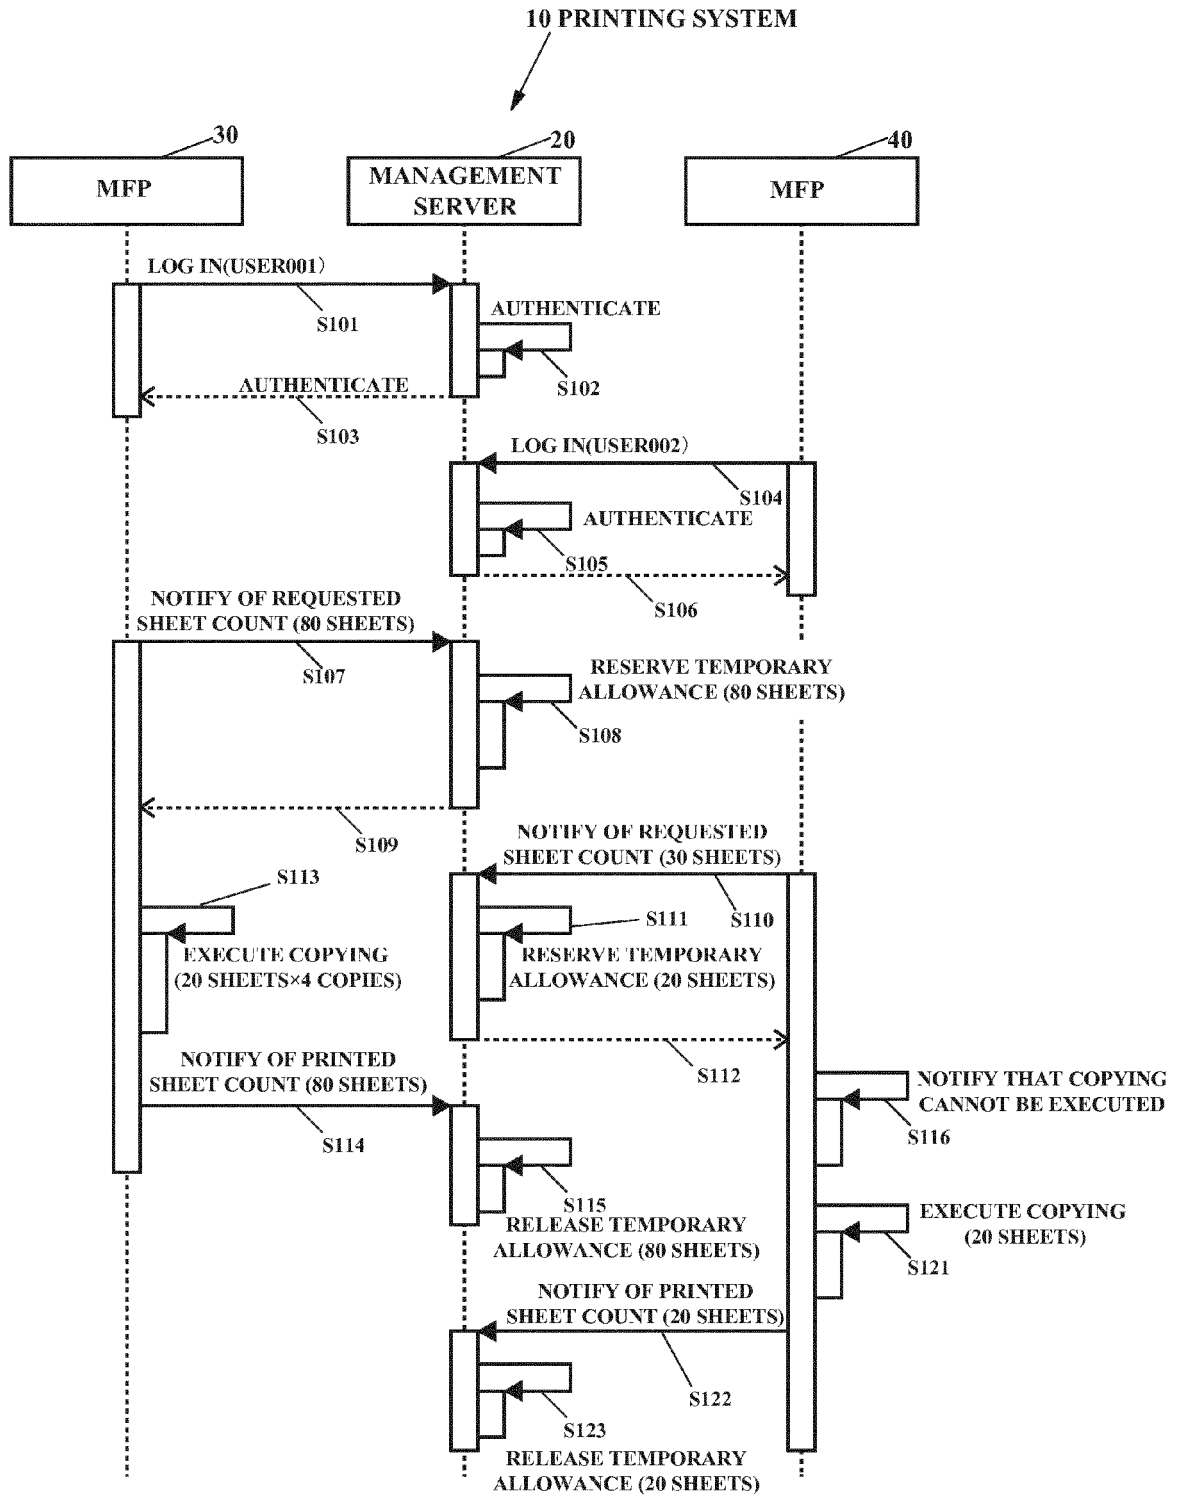 10 PRINTING SYSTEM
30
20
40
MFP
MANAGEMENT
SERVER
MFP
LOG IN(USER001)
S101
AUTHENTICATE
S102
AUTHENTICATE
S103
LOG IN(USER002)
S104
AUTHENTICATE
S105
S106
NOTIFY OF REQUESTED
SHEET COUNT (80 SHEETS)
S107
RESERVE TEMPORARY
ALLOWANCE (80 SHEETS)
S108
S109
NOTIFY OF REQUESTED
SHEET COUNT (30 SHEETS)
S110
S113
S111
EXECUTE COPYING
(20 SHEETS×4 COPIES)
RESERVE TEMPORARY
ALLOWANCE (20 SHEETS)
S112
NOTIFY OF PRINTED
SHEET COUNT (80 SHEETS)
S114
NOTIFY THAT COPYING
CANNOT BE EXECUTED
S116
S115
RELEASE TEMPORARY
ALLOWANCE (80 SHEETS)
EXECUTE COPYING
(20 SHEETS)
S121
NOTIFY OF PRINTED
SHEET COUNT (20 SHEETS)
S122
S123
RELEASE TEMPORARY
ALLOWANCE (20 SHEETS)